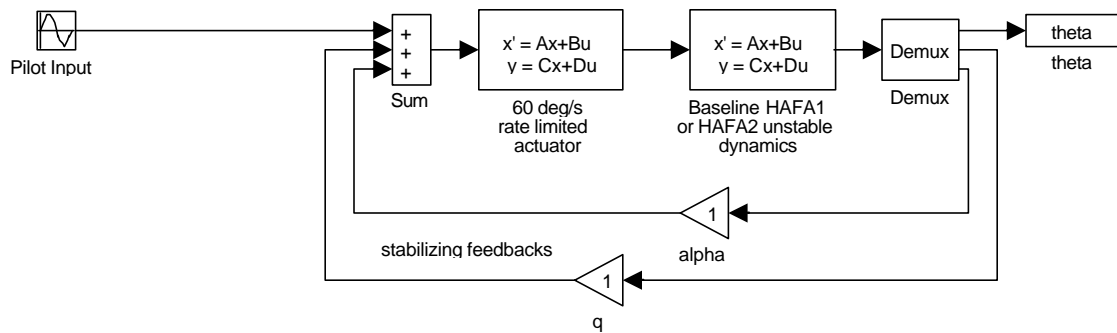 Pilot Input
+
+
+
Sum
x' = Ax+Bu
y = Cx+Du
60 deg/s
rate limited
actuator
x' = Ax+Bu
y = Cx+Du
Baseline HAFA1
or HAFA2 unstable
dynamics
Demux
Demux
theta
theta
1
alpha
stabilizing feedbacks
1
q